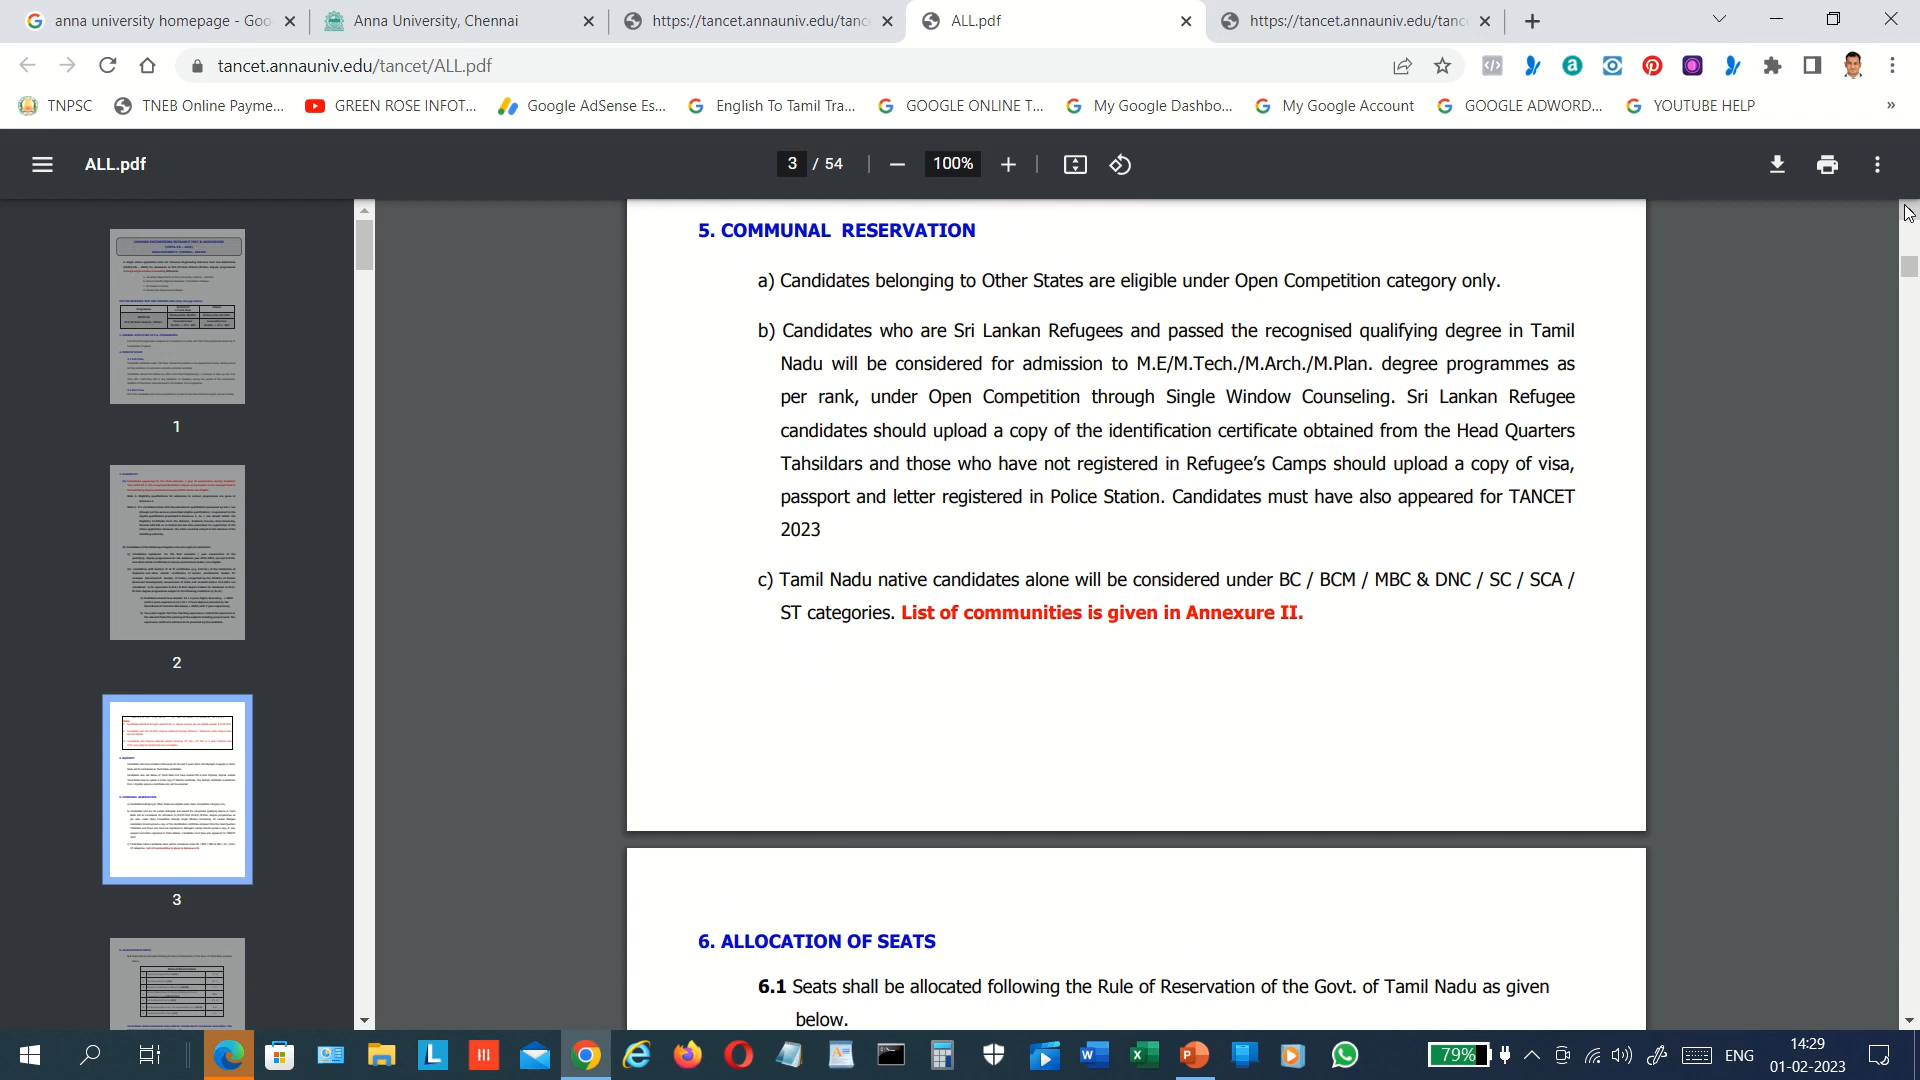 anna university homepage - Goo
Anna University, Chennai
https://tancet.annauniv.edu/tance
ALL.pdf
https://tancet.annauniv.edu/tanc
tancet.annauniv.edu/tancet/ALL.pdf
TNPSC
TNEB Online Payme...
GREEN ROSE INFOT...
Google AdSense Es...
English To Tamil Tra...
GOOGLE ONLINE T...
My Google Dashbo...
My Google Account
GOOGLE ADWORD...
YOUTUBE HELP
»
ALL.pdf
3 / 54
100%
1
2
3
5. COMMUNAL RESERVATION
a) Candidates belonging to Other States are eligible under Open Competition category only.
b) Candidates who are Sri Lankan Refugees and passed the recognised qualifying degree in Tamil
Nadu will be considered for admission to M.E/M.Tech./M.Arch./M.Plan. degree programmes as
per rank, under Open Competition through Single Window Counseling. Sri Lankan Refugee
candidates should upload a copy of the identification certificate obtained from the Head Quarters
Tahsildars and those who have not registered in Refugee’s Camps should upload a copy of visa,
passport and letter registered in Police Station. Candidates must have also appeared for TANCET
2023
c) Tamil Nadu native candidates alone will be considered under BC / BCM / MBC & DNC / SC / SCA /
ST categories. List of communities is given in Annexure II.
6. ALLOCATION OF SEATS
6.1 Seats shall be allocated following the Rule of Reservation of the Govt. of Tamil Nadu as given
below.
79%
ENG
14:29
01-02-2023